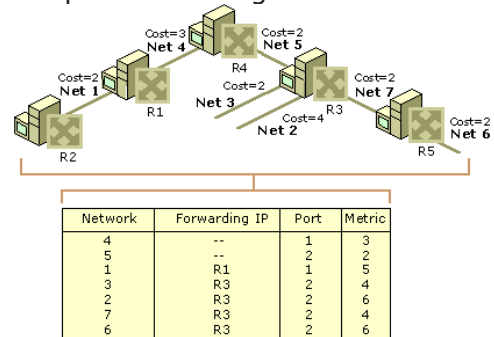 Cost=3
Net 4
Cost=2
Net 5
R4
Cost=2
Net 1
R1
Cost=2
Net 3
Cost=2
Net 7
R3
Cost=4
Net 2
R2
Cost=2
Net 6
R5
Network Forwarding IP Port Metric
4 -- 1 3
5 -- 2 2
1 R1 1 5
3 R3 2 4
2 R3 2 6
7 R3 2 4
6 R3 2 6